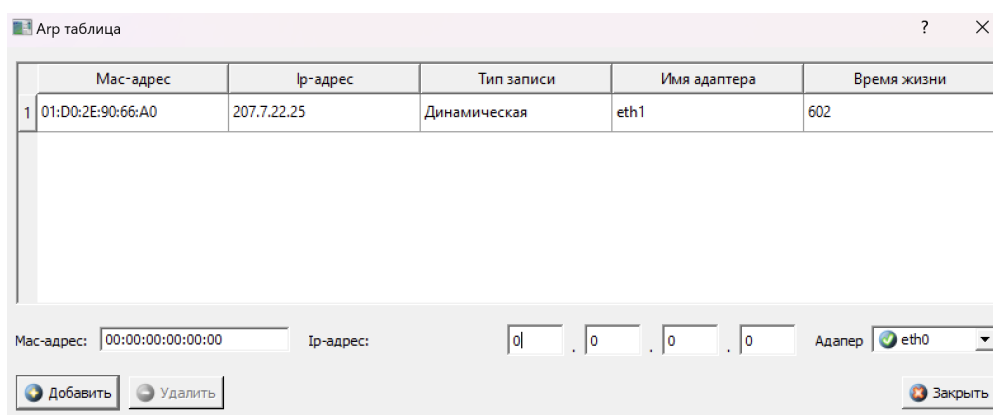 Arp таблица ?
Mac-адрес Ip-адрес Тип записи Имя адаптера Время жизни
1 01:D0:2E:90:66:A0 207.7.22.25 Динамическая eth1 602
Mac-адрес: 00:00:00:00:00:00 Ip-адрес: 0 . 0 . 0 . 0 Адапер eth0
Добавить Удалить Закрыть